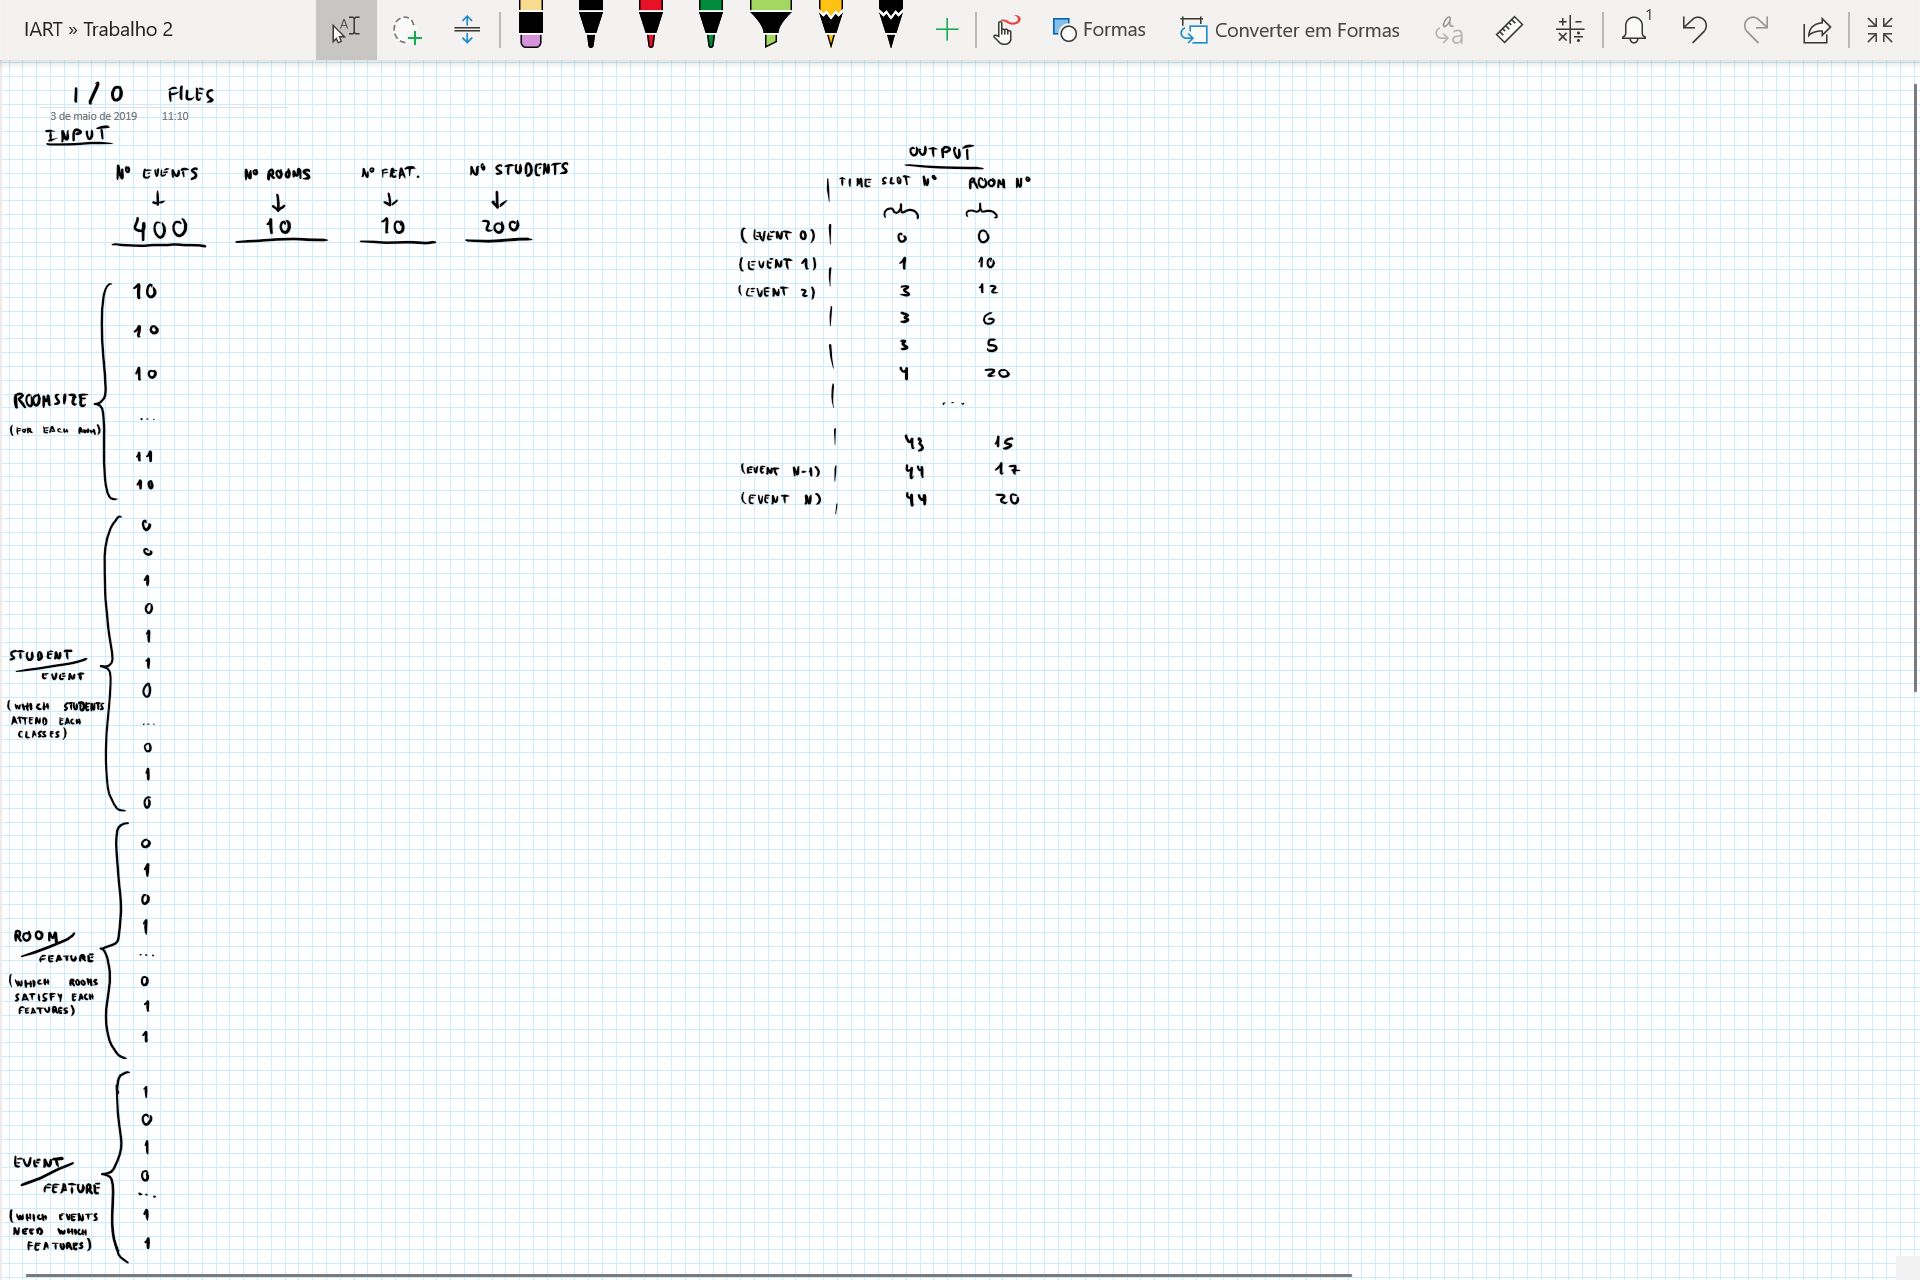 IART » Trabalho 2
Formas
Converter em Formas
1
I/O FILES
3 de maio de 2019 11:10
INPUT
Nº EVENTS Nº ROOMS Nº FEAT. Nº STUDENTS
400 10 10 200
ROOMSIZE
(FOR EACH ROOM)
10
10
10
...
11
10
STUDENT/EVENT
(WHICH STUDENTS
ATTEND EACH
CLASSES)
0
0
1
0
1
1
0
...
0
1
0
ROOM/FEATURE
(WHICH ROOMS
SATISFY EACH
FEATURES)
0
1
0
1
...
0
1
1
EVENT/FEATURE
(WHICH EVENTS
NEED WHICH
FEATURES)
1
0
1
0
...
1
1
OUTPUT
TIME SLOT Nº ROOM Nº
(EVENT 0) 0 0
(EVENT 1) 1 10
(EVENT 2) 3 12
3 6
3 5
4 20
...
43 15
(EVENT N-1) 44 17
(EVENT N) 44 20